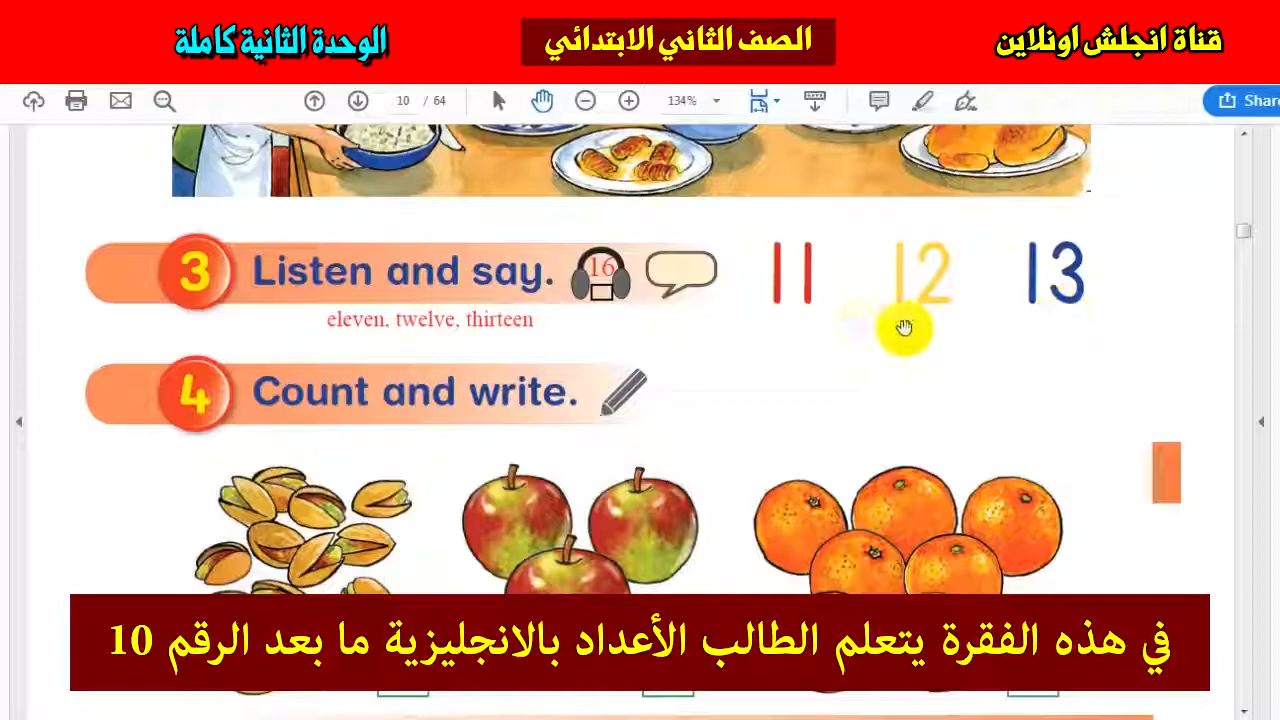 قناة انجلش اونلاين
الصف الثاني الابتدائي
الوحدة الثانية كاملة
10 / 64
134%
Share
3 Listen and say. 16 11 12 13
eleven, twelve, thirteen
4 Count and write.
في هذه الفقرة يتعلم الطالب الأعداد بالانجليزية ما بعد الرقم 10